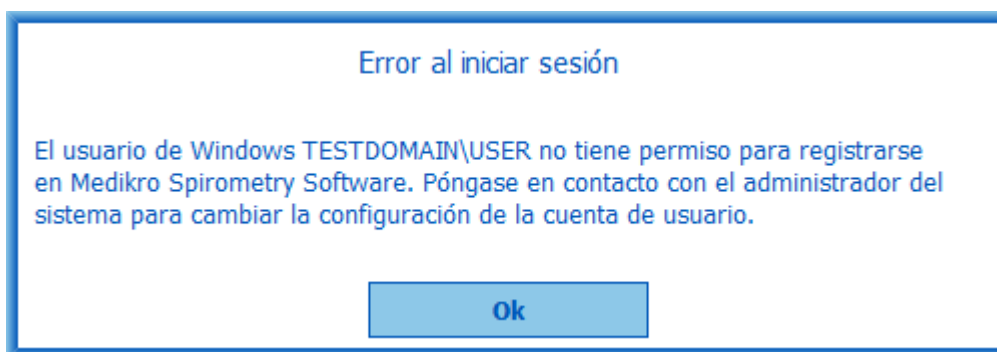 Error al iniciar sesión
El usuario de Windows TESTDOMAIN\USER no tiene permiso para registrarse
en Medikro Spirometry Software. Póngase en contacto con el administrador del
sistema para cambiar la configuración de la cuenta de usuario.
Ok